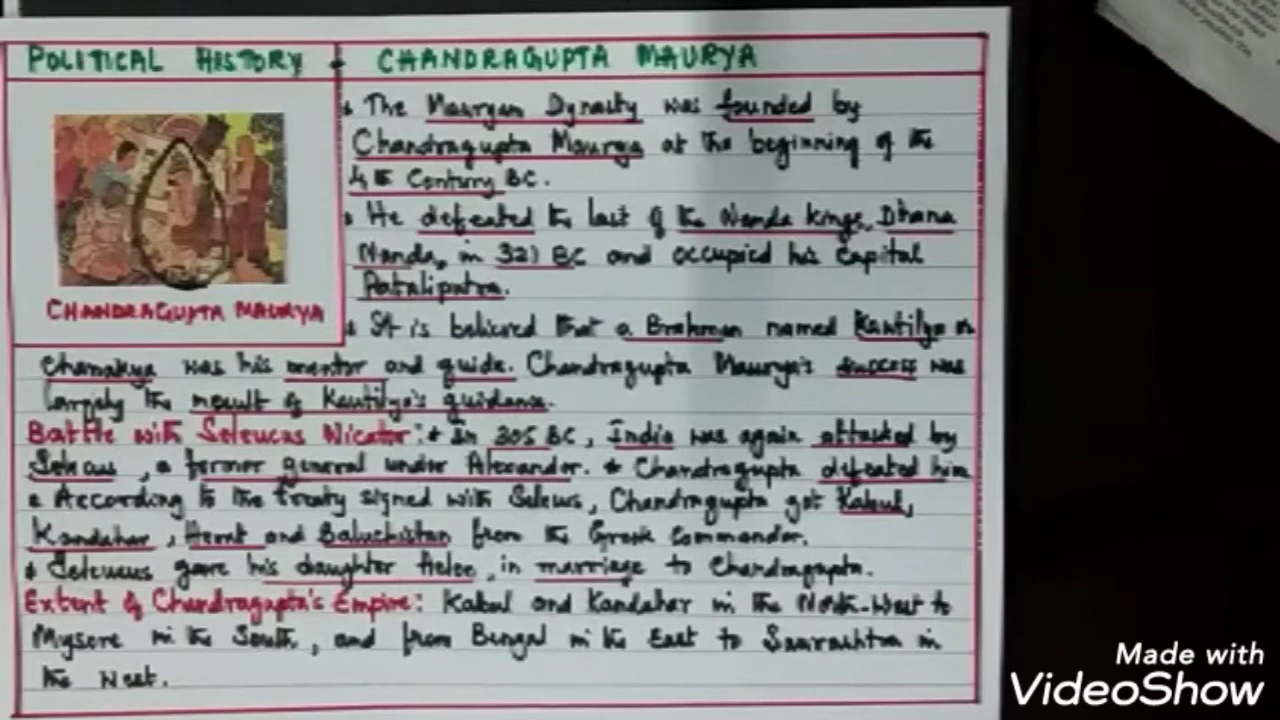 POLITICAL HISTORY - CHANDRAGUPTA MAURYA
The Mauryan Dynasty was founded by
Chandragupta Maurya at the beginning of the
4th Century BC.
He defeated the last of the Nanda kings, Dhana
Nanda, in 321 BC and occupied his Capital
Pataliputra.
CHANDRAGUPTA MAURYA
It is believed that a Brahman named Kautilya or
Chanakya was his mentor and guide. Chandragupta Maurya's success was
largely the result of Kautilya's guidance.
Battle with Seleucus Nicator: * In 305 BC, India was again attacked by
Seleucus, a former general under Alexander. * Chandragupta defeated him
* According to the treaty signed with Seleucus, Chandragupta got Kabul,
Kandahar, Herat and Baluchistan from the Greek Commander.
* Seleucus gave his daughter Helen, in marriage to Chandragupta.
Extent of Chandragupta's Empire: Kabul and Kandahar in the North-West to
Mysore in the South, and from Bengal in the East to Saurashtra in
the West.
Made with
VideoShow